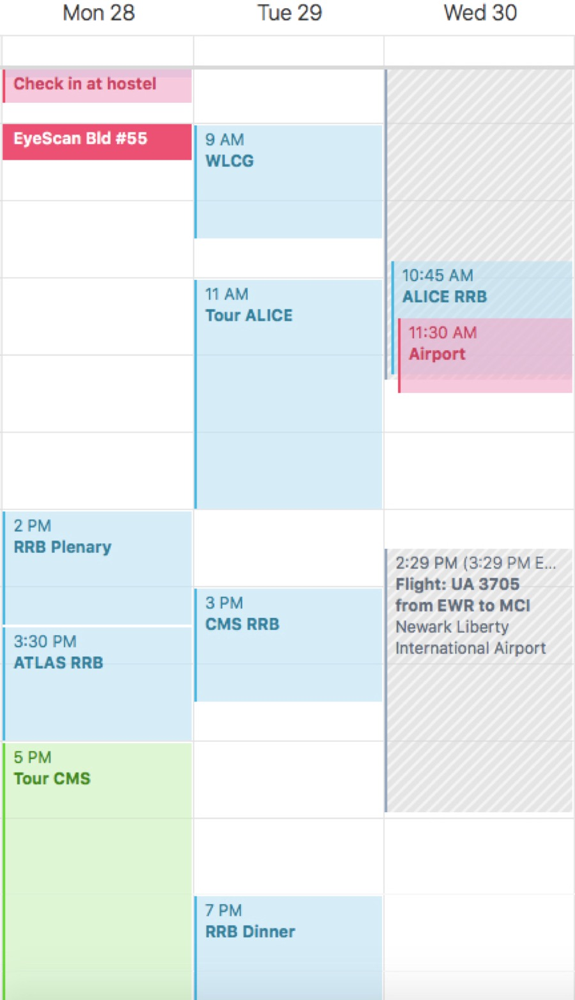 Mon 28
Tue 29
Wed 30
Check in at hostel
EyeScan Bld #55
2 PM
RRB Plenary
3:30 PM
ATLAS RRB
5 PM
Tour CMS
9 AM
WLCG
11 AM
Tour ALICE
3 PM
CMS RRB
7 PM
RRB Dinner
10:45 AM
ALICE RRB
11:30 AM
Airport
2:29 PM (3:29 PM E...
Flight: UA 3705
from EWR to MCI
Newark Liberty
International Airport